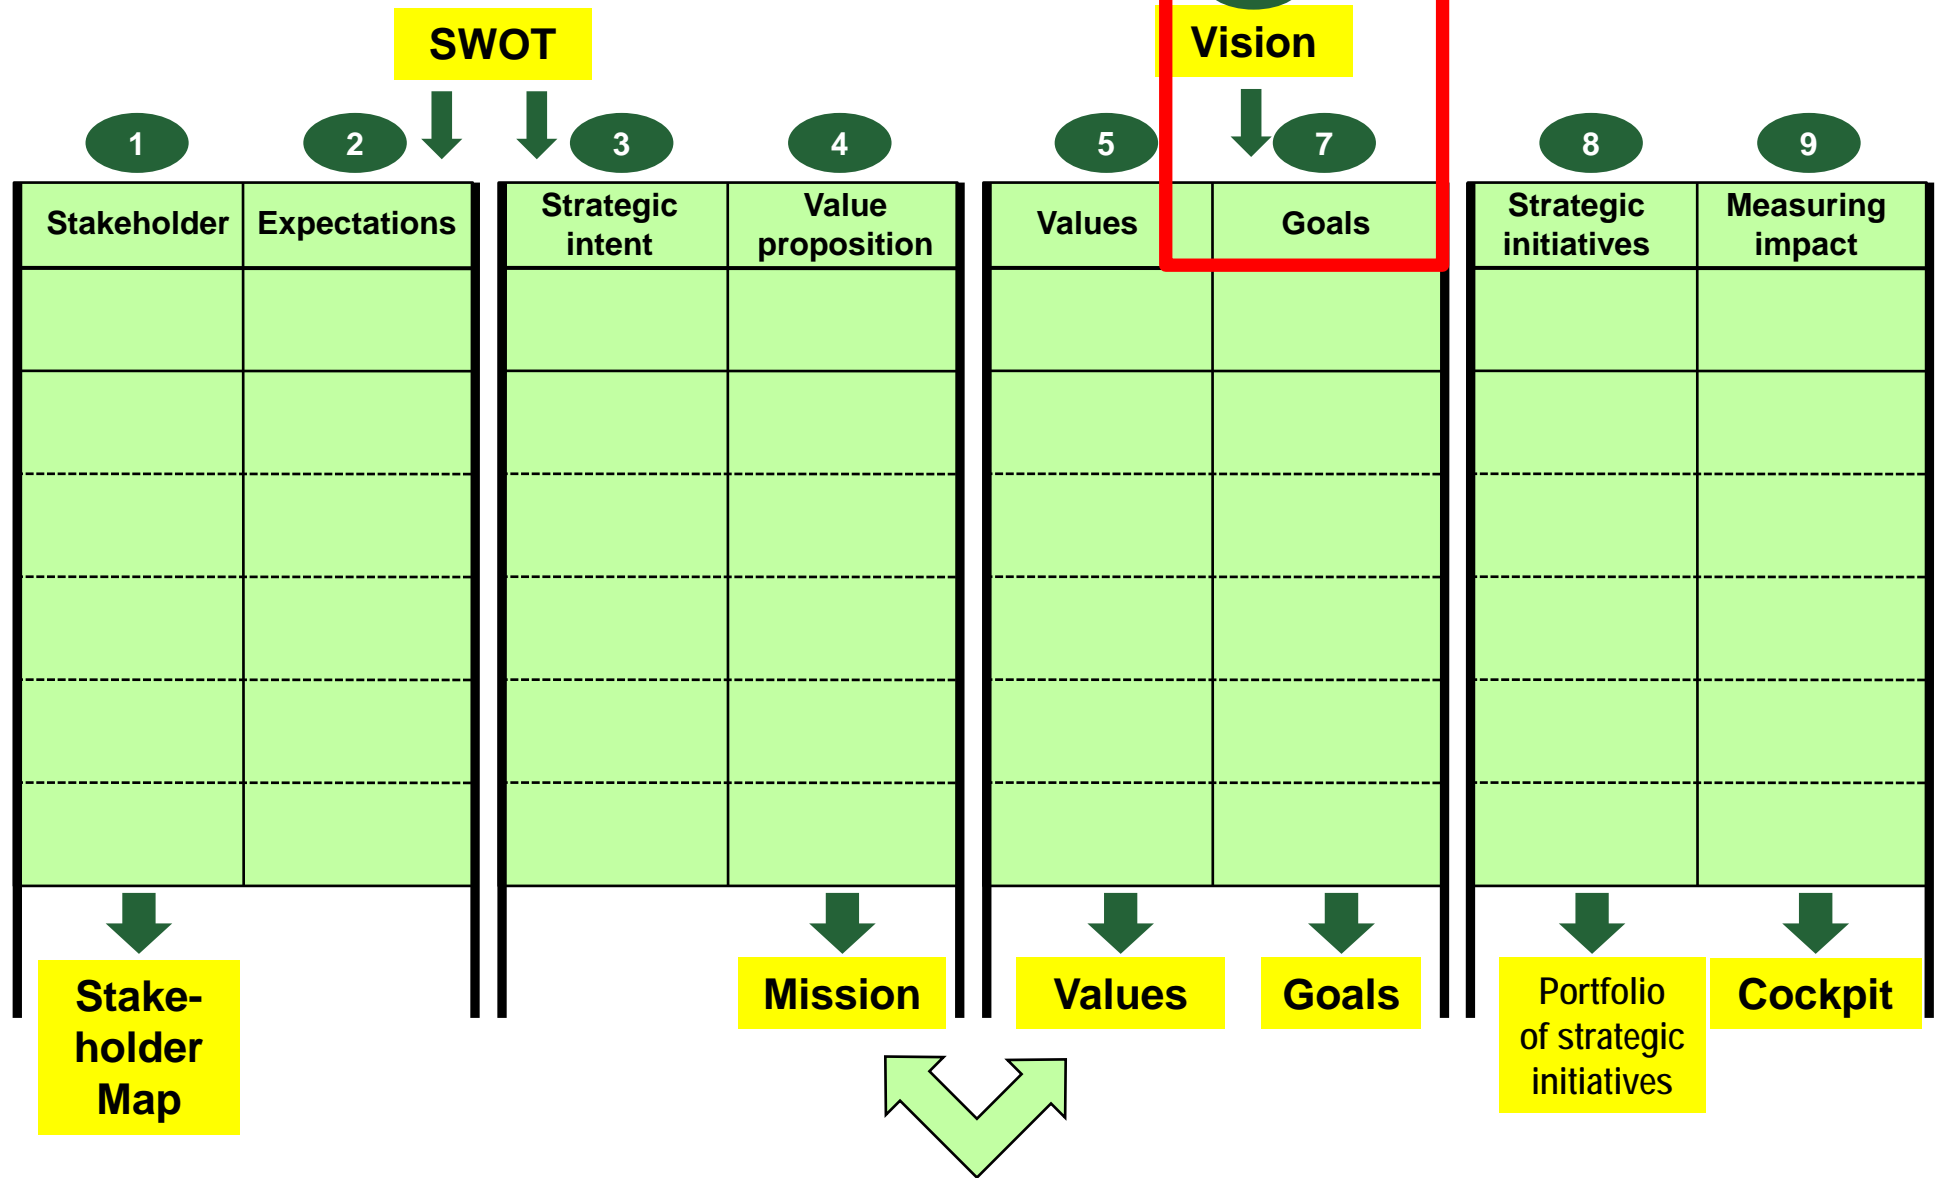 SWOT
Vision
1
2
3
4
5
7
8
9
Stakeholder
Expectations
Strategic
intent
Value
proposition
Values
Goals
Strategic
initiatives
Measuring
impact
Stake-
holder
Map
Mission
Values
Goals
Portfolio
of strategic
initiatives
Cockpit